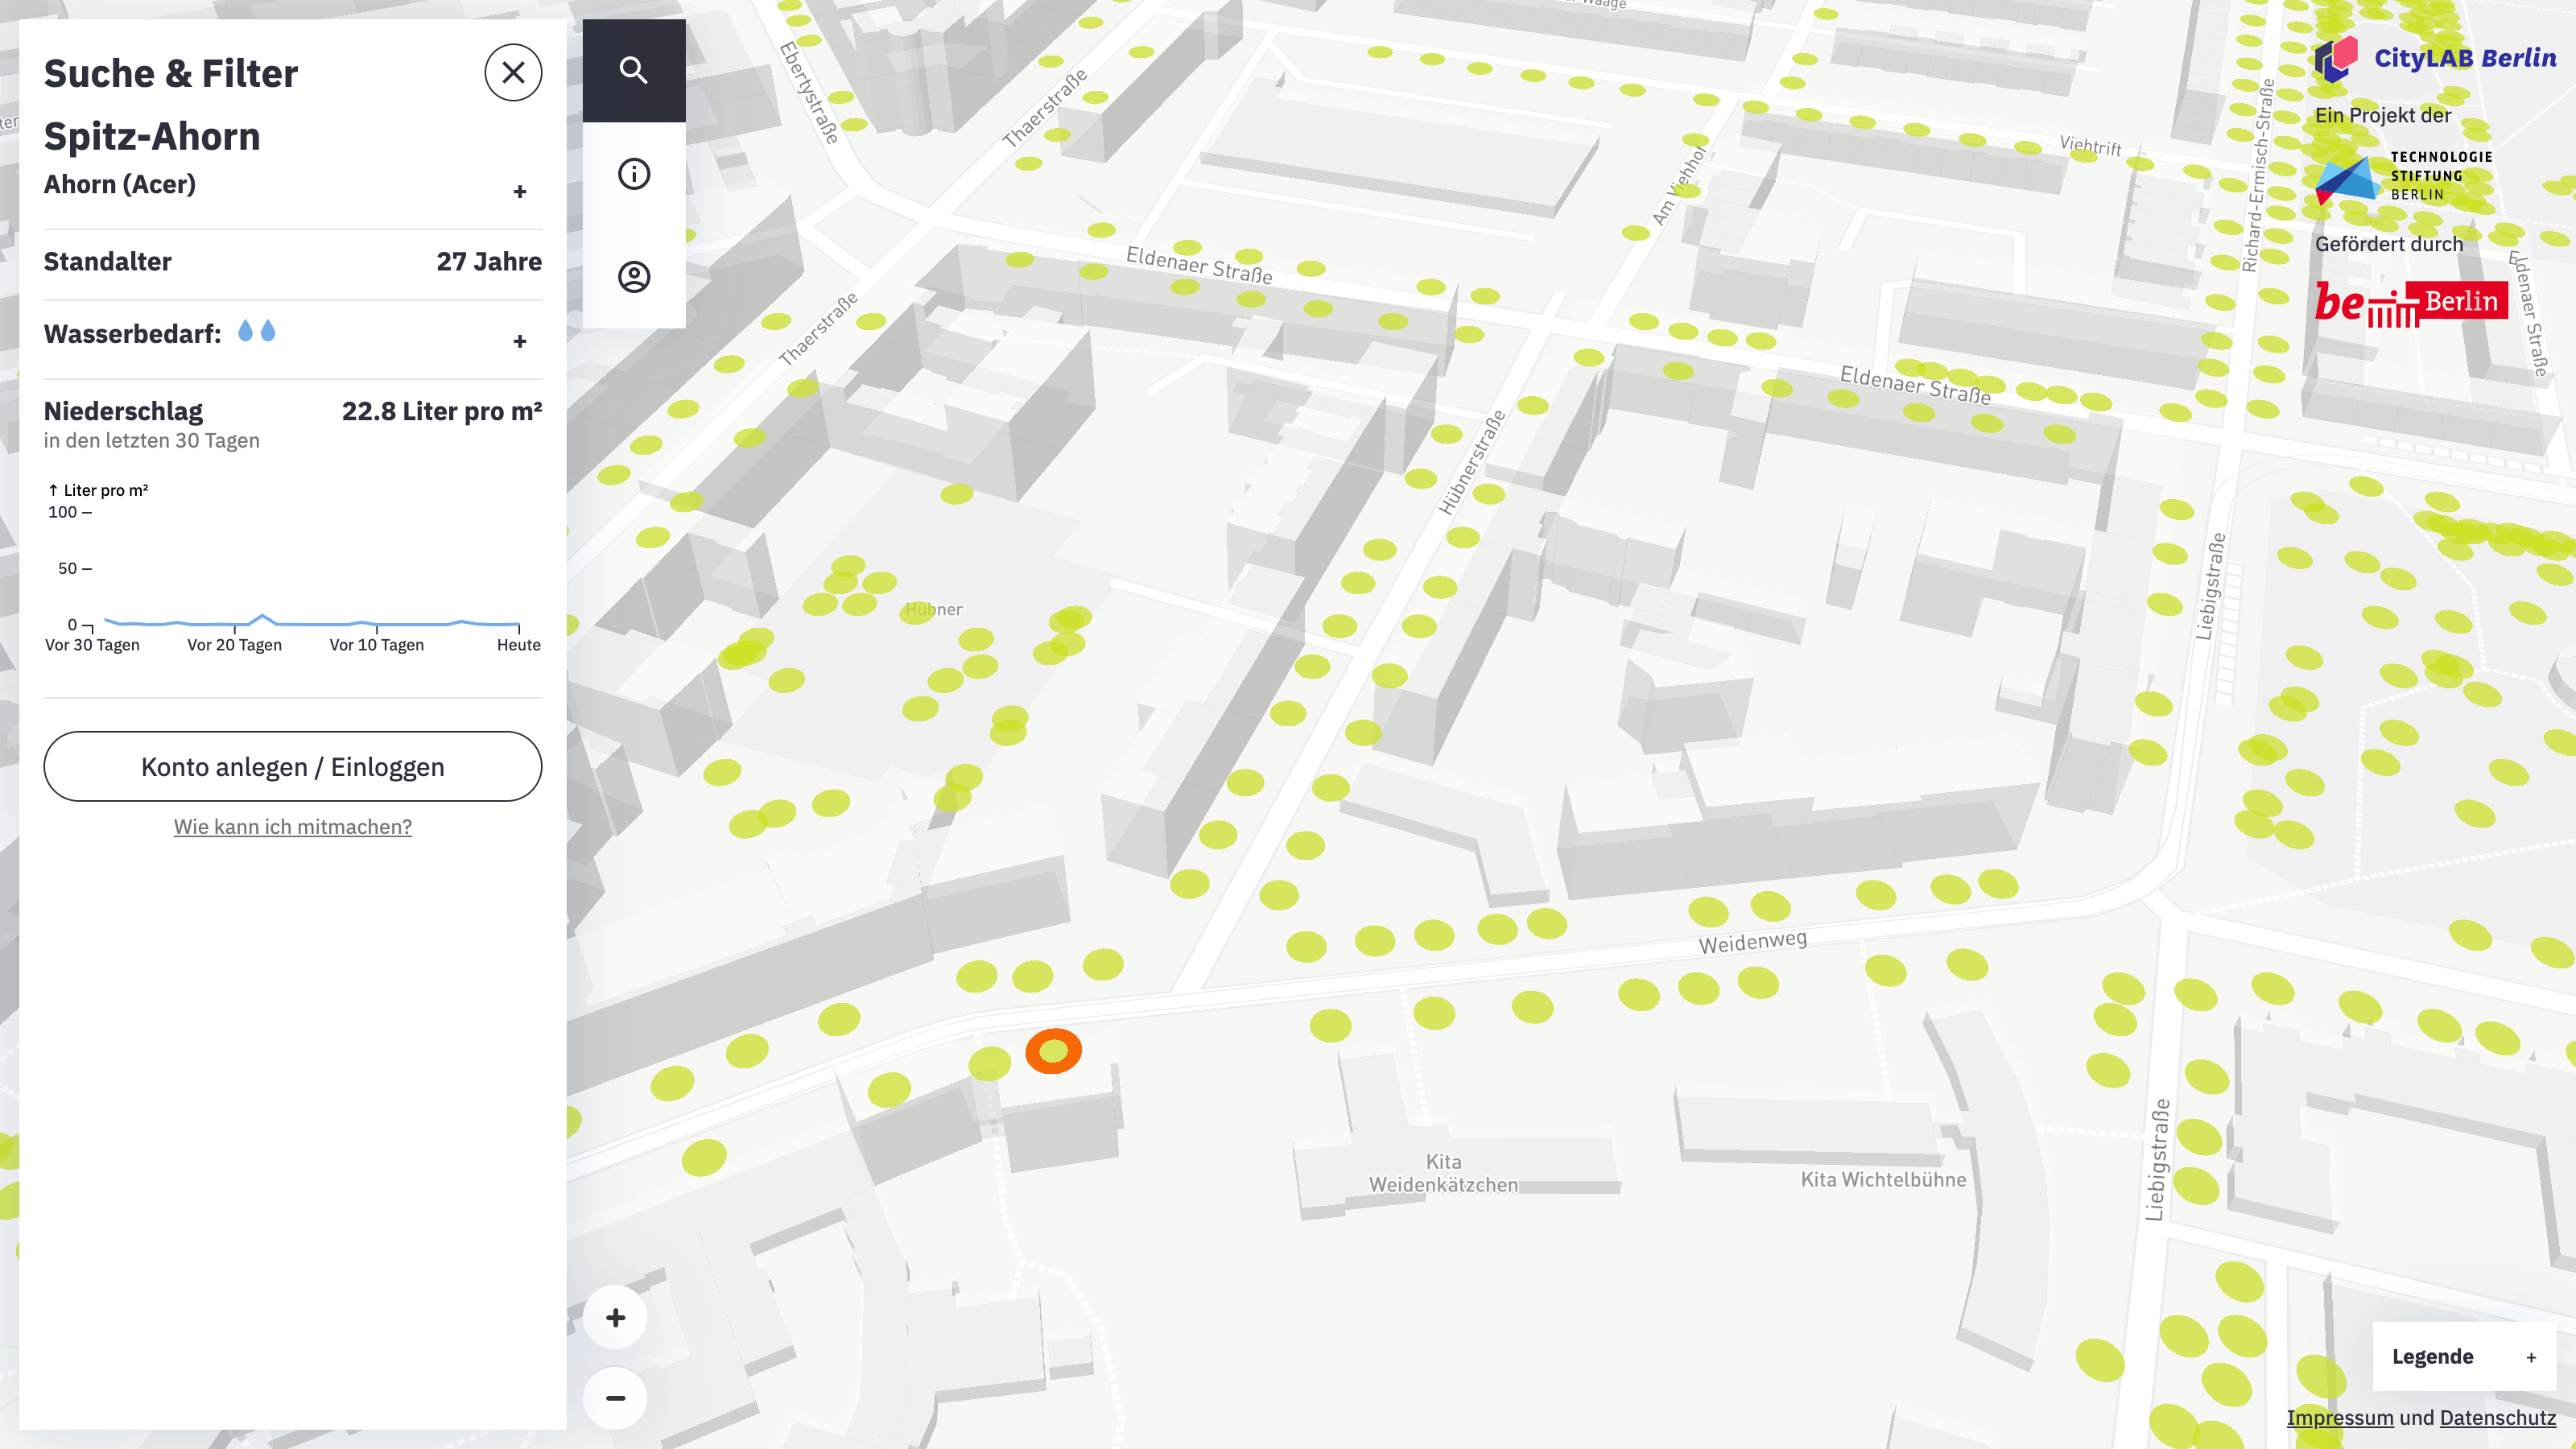 Suche & Filter
Spitz-Ahorn
Ahorn (Acer)
+
Standalter
27 Jahre
Wasserbedarf:
+
Niederschlag
22.8 Liter pro m²
in den letzten 30 Tagen
↑ Liter pro m²
100
50
0
Vor 30 Tagen
Vor 20 Tagen
Vor 10 Tagen
Heute
Konto anlegen / Einloggen
Wie kann ich mitmachen?
Ebertystraße
Thaerstraße
Thaerstraße
Eldenaer Straße
Am Viehhof
Viehtrift
Richard-Ermisch-Straße
Eldenaer Straße
Eldenaer Straße
Hübnerstraße
Hübner
Liebigstraße
Weidenweg
Kita
Weidenkätzchen
Kita Wichtelbühne
Liebigstraße
CityLAB Berlin
Ein Projekt der
TECHNOLOGIE
STIFTUNG
BERLIN
Gefördert durch
be Berlin
+
−
Legende
+
Impressum und Datenschutz